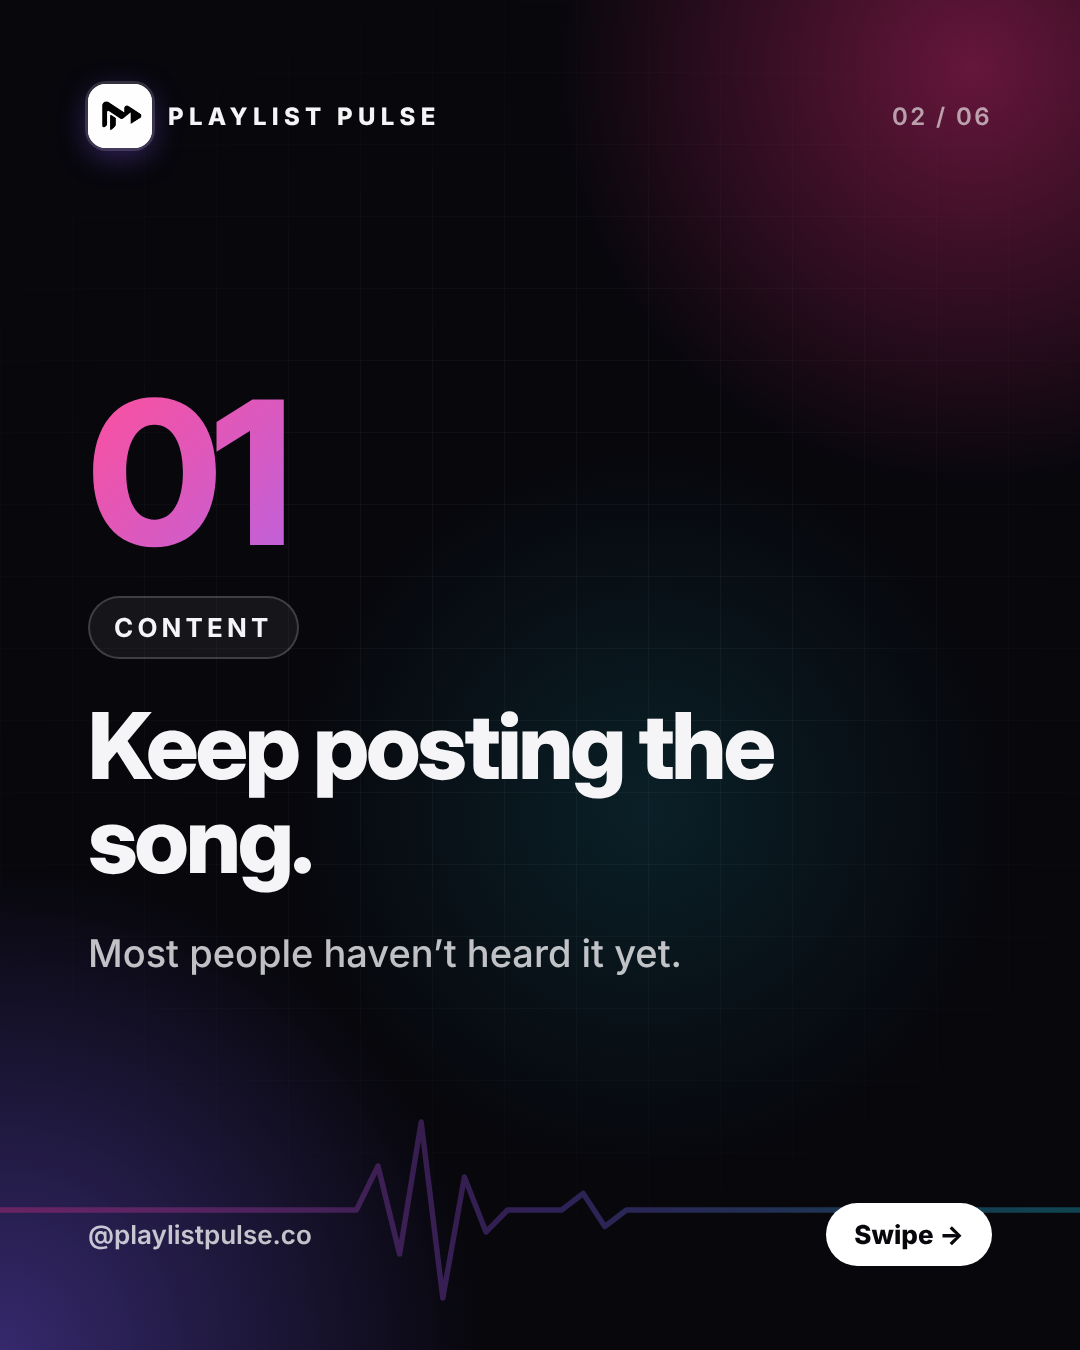 PLAYLIST PULSE
02 / 06
01
CONTENT
Keep posting the
song.
Most people haven’t heard it yet.
@playlistpulse.co
Swipe →